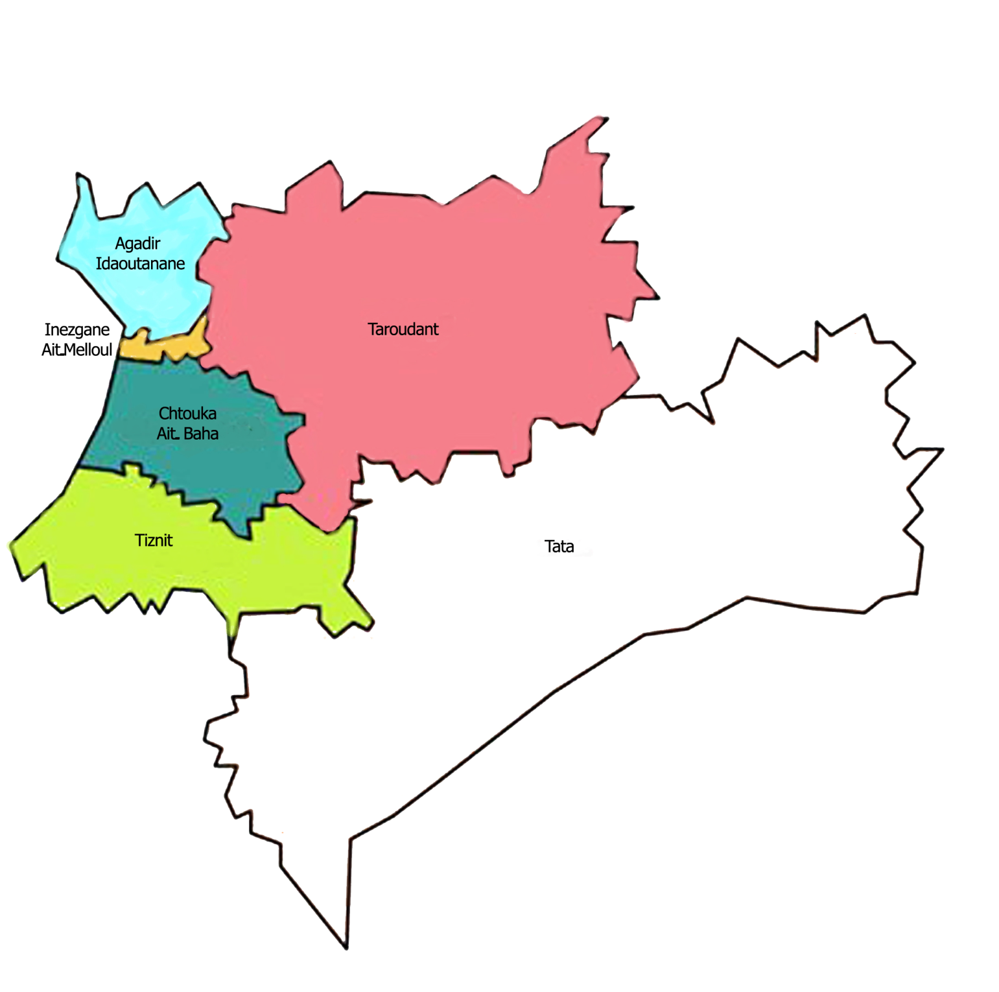 Agadir
Idaoutanane
Inezgane
Ait.Melloul
Taroudant
Chtouka
Ait. Baha
Tiznit
Tata